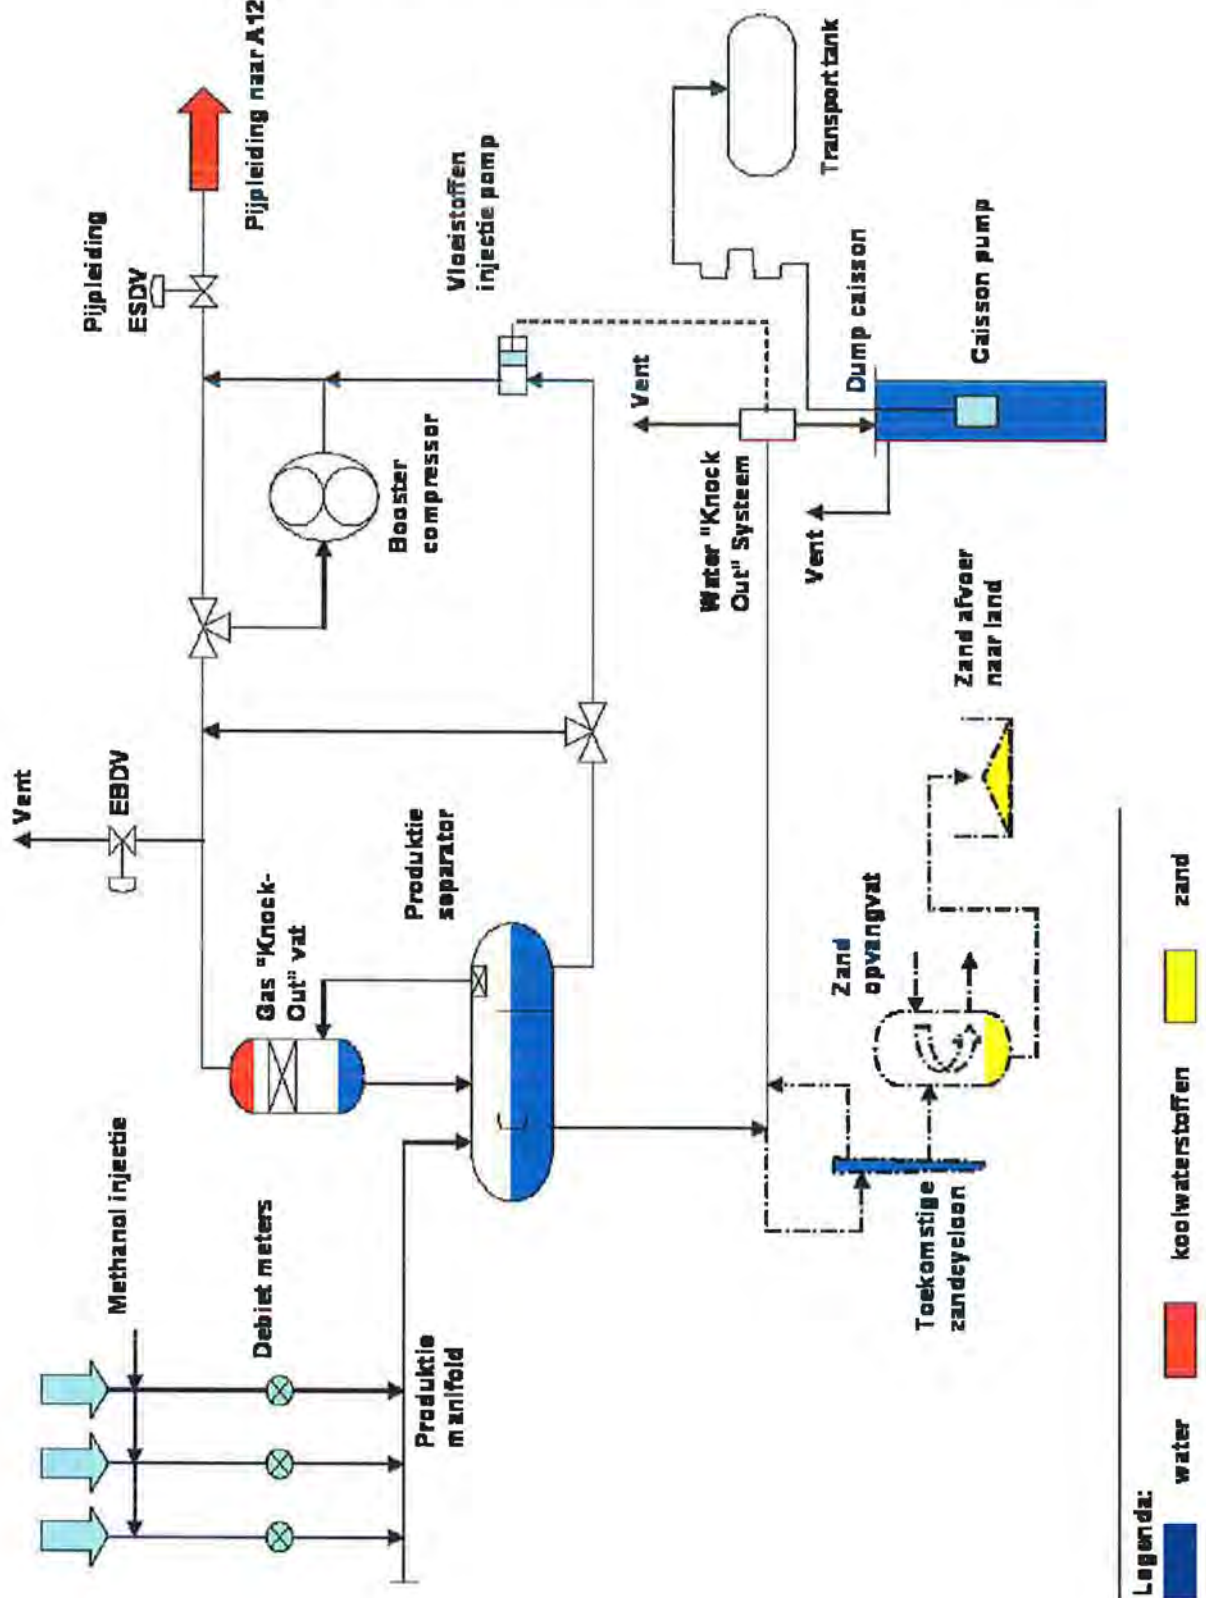 Vent
EBDV
Pijpleiding
ESDV
Pijpleiding naar A12
Methanol injectie
Gas "Knock-
Out" vat
Booster
compressor
Vloeistoffen
injectie pomp
Debiet meters
Produktie
separator
Produktie
manifold
Vent
Transporttank
Water "Knock
Out" Systeem
Dump caisson
Vent
Caisson pump
Zand
opvangvat
Zand afvoer
naar land
Toekomstige
zandcycloon
Legenda:
water
koolwaterstoffen
zand